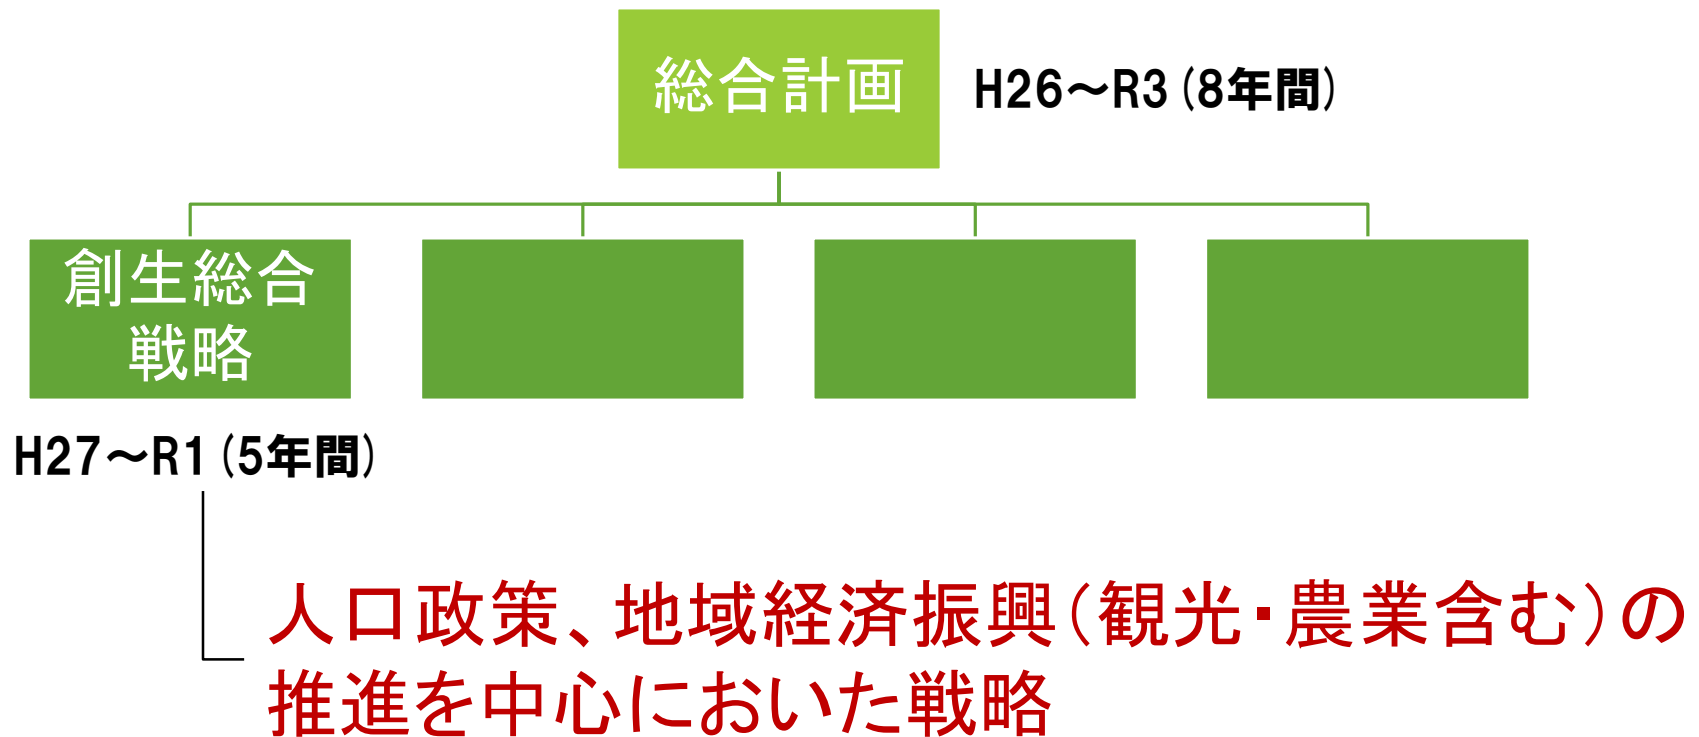 総合計画
H26～R3(8年間)
創生総合
戦略
H27～R1(5年間)
人口政策、地域経済振興(観光・農業含む)の
推進を中心においた戦略